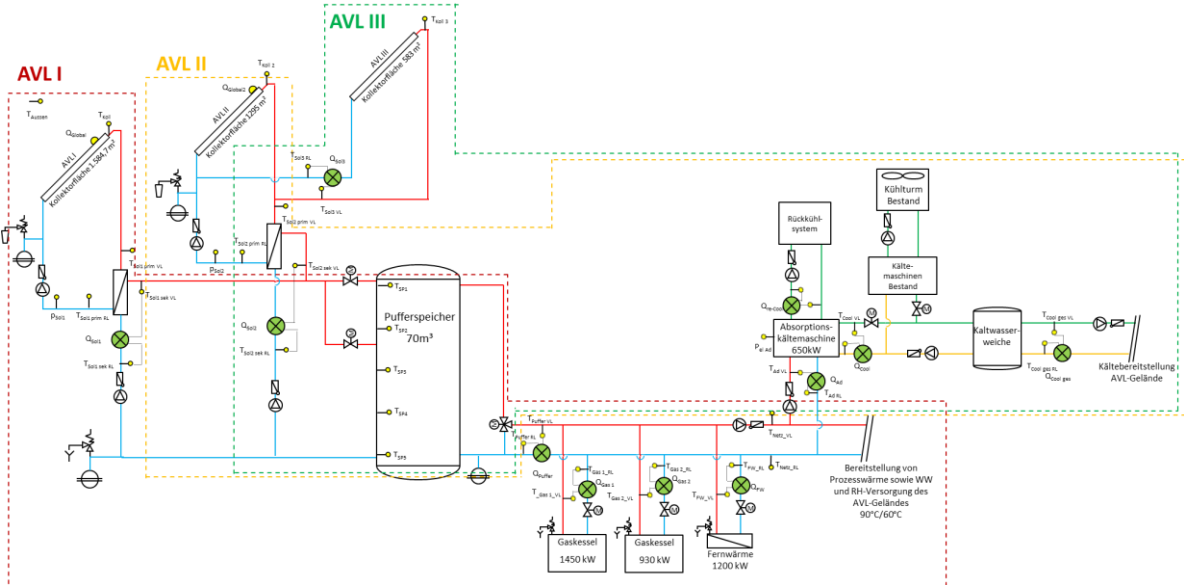 AVL I
AVL II
AVL III
T_Aussen
Q_Global
T_Koll
AVL I
Kollektorfläche 1.584,7m²
Q_Global2
T_Koll 2
AVL II
Kollektorfläche 1295 m²
T_Koll 3
AVL III
Kollektorfläche 583 m²
T_Sol3 RL
Q_Sol3
T_Sol3 VL
T_Sol2 prim VL
T_Sol2 prim RL
P_Sol2
T_Sol2 sek VL
Q_Sol2
T_Sol2 sek RL
T_Sol1 prim VL
P_Sol1
T_Sol1 prim RL
T_Sol1 sek VL
Q_Sol1
T_Sol1 sek RL
M
M
T_SP1
Pufferspeicher
70m³
T_SP2
T_SP3
T_SP4
T_SP5
M
T_Puffer VL
T_Puffer RL
Q_Puffer
T_Gas 1_RL
Q_Gas 1
T_Gas 1_VL
M
Gaskessel
1450 kW
T_Gas 2_RL
Q_Gas 2
T_Gas 2_VL
M
Gaskessel
930 kW
T_FW_RL
Q_FW
T_FW_VL
M
Fernwärme
1200 kW
T_Netz_VL
T_Netz_RL
Bereitstellung von
Prozesswärme sowie WW
und RH-Versorgung des
AVL-Geländes
90°C/60°C
Rückkühl-
system
Q_re-Cool
Absorptions-
kältemaschine
650kW
P_el Ad
T_Ad VL
Q_Ad
T_Ad RL
Kühlturm
Bestand
Kälte-
maschinen
Bestand
M
T_Cool VL
M
Q_Cool
Kaltwasser-
weiche
T_Cool ges VL
T_Cool ges RL
Q_Cool ges
Kältebereitstellung
AVL-Gelände